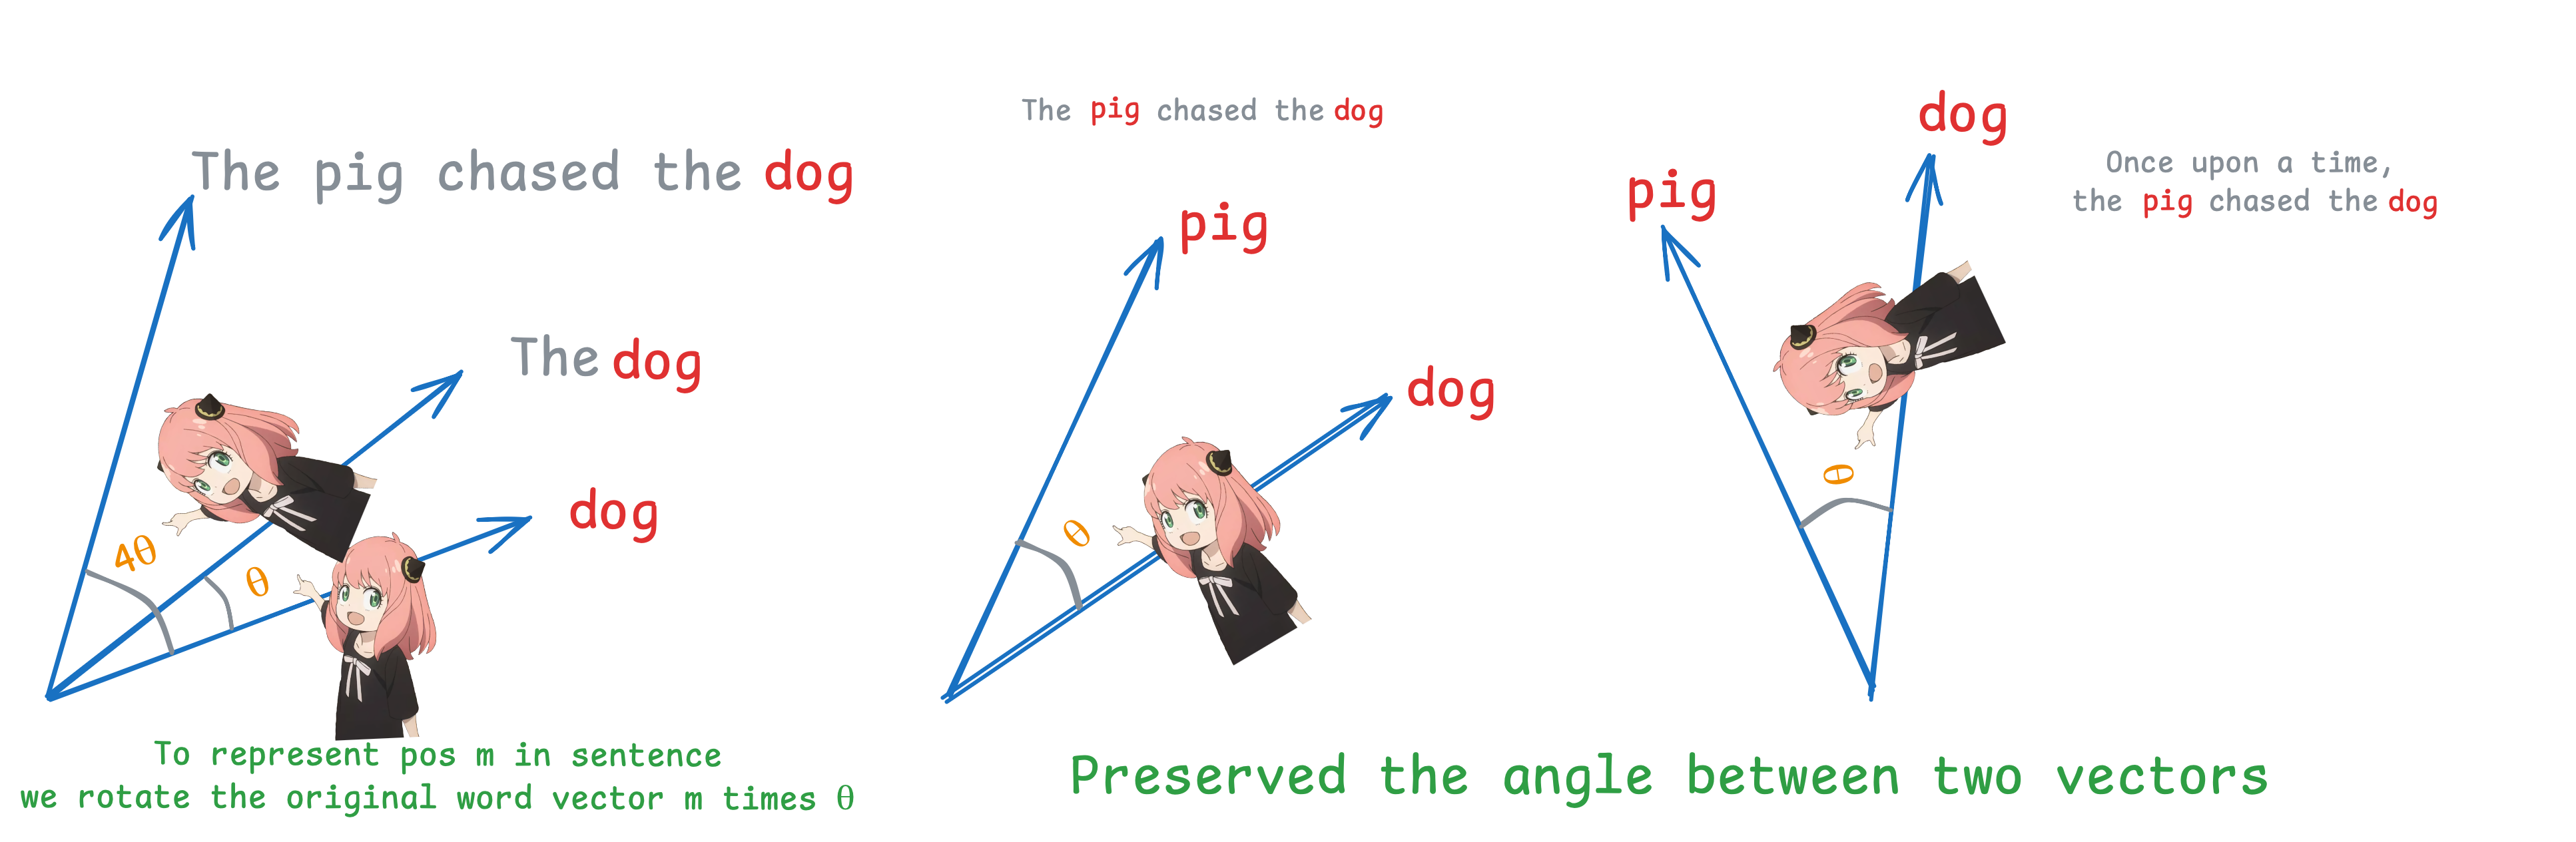 The pig chased the dog
The dog
dog
4θ
θ
To represent pos m in sentence
we rotate the original word vector m times θ
The pig chased the dog
pig
dog
θ
dog
pig
Once upon a time,
the pig chased the dog
θ
Preserved the angle between two vectors